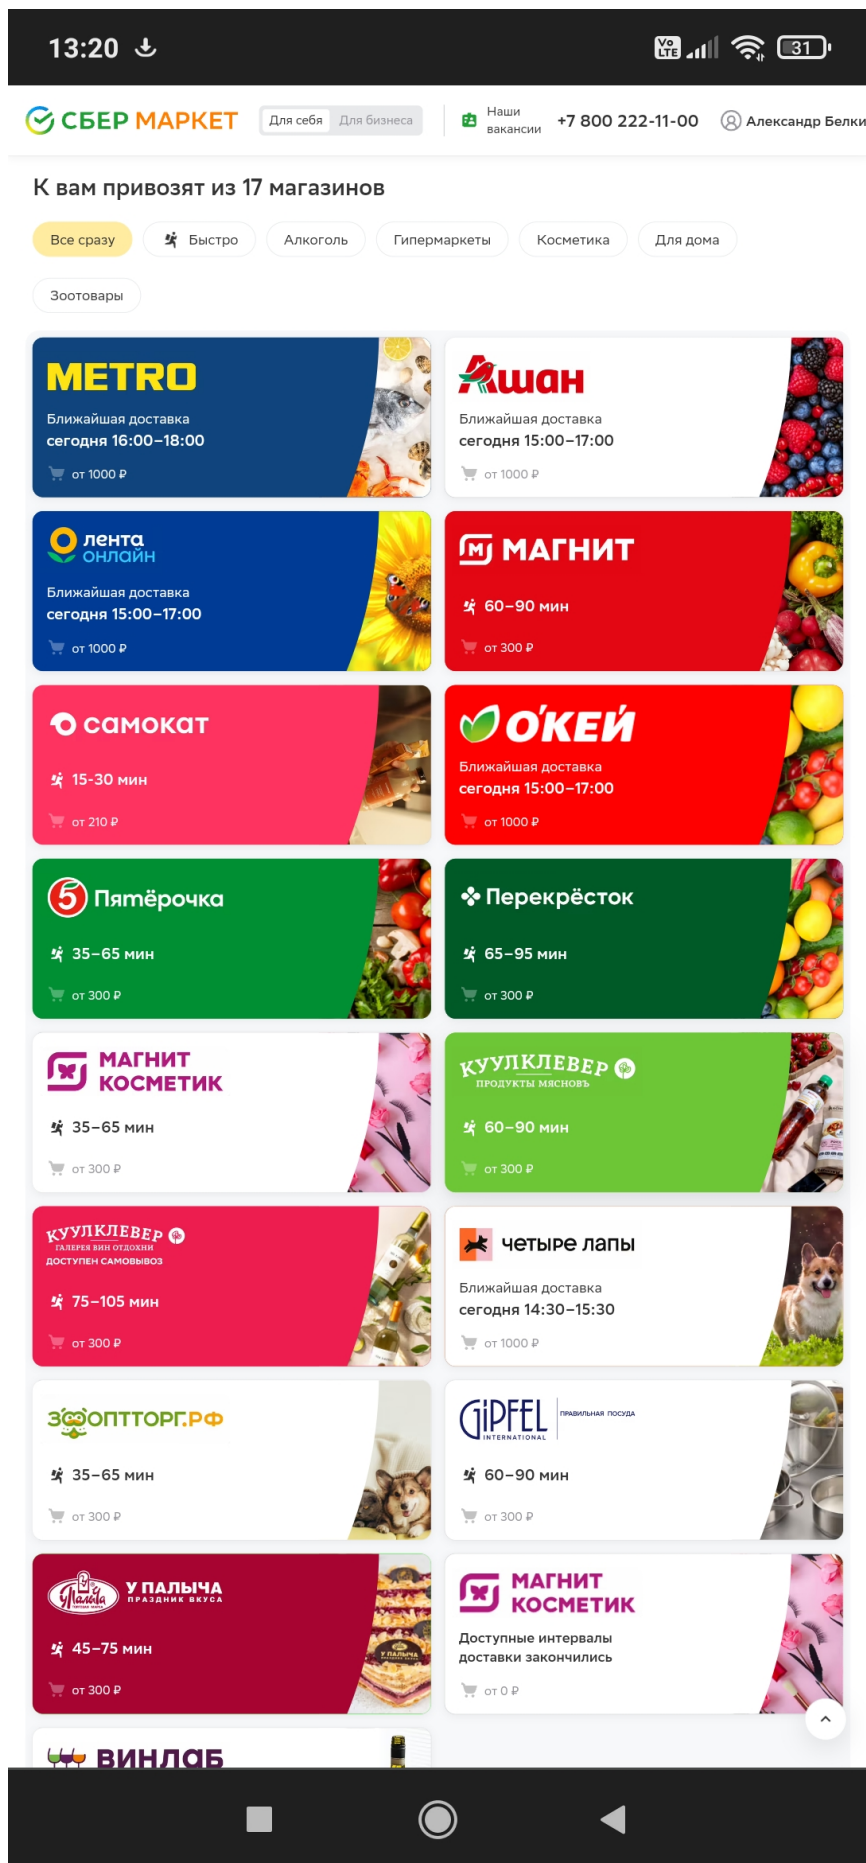 13:20
Vo LTE
31
СБЕР МАРКЕТ
Для себя Для бизнеса
Наши вакансии
+7 800 222-11-00
Александр Белки
К вам привозят из 17 магазинов
Все сразу Быстро Алкоголь Гипермаркеты Косметика Для дома
Зоотовары
METRO
Ближайшая доставка
сегодня 16:00–18:00
от 1000 ₽
Ашан
Ближайшая доставка
сегодня 15:00–17:00
от 1000 ₽
лента
онлайн
Ближайшая доставка
сегодня 15:00–17:00
от 1000 ₽
М МАГНИТ
60–90 мин
от 300 ₽
самокат
15-30 мин
от 210 ₽
О'КЕЙ
Ближайшая доставка
сегодня 15:00–17:00
от 1000 ₽
5 Пятёрочка
35–65 мин
от 300 ₽
Перекрёсток
65–95 мин
от 300 ₽
МАГНИТ
КОСМЕТИК
35–65 мин
от 300 ₽
КУУЛКЛЕВЕР
ПРОДУКТЫ МЯСНОВЪ
60–90 мин
от 300 ₽
КУУЛКЛЕВЕР
ГАЛЕРЕЯ ВИН ОТДОХНИ
ДОСТУПЕН САМОВЫВОЗ
75–105 мин
от 300 ₽
четыре лапы
Ближайшая доставка
сегодня 14:30–15:30
от 1000 ₽
ЗООПТТОРГ.РФ
35–65 мин
от 300 ₽
GiPFEL
INTERNATIONAL
ПРАВИЛЬНАЯ ПОСУДА
60–90 мин
от 300 ₽
У Палыча
У ПАЛЫЧА
ПРАЗДНИК ВКУСА
45–75 мин
от 300 ₽
У ПАЛЫЧА
МАГНИТ
КОСМЕТИК
Доступные интервалы
доставки закончились
от 0 ₽
ВИНЛАБ